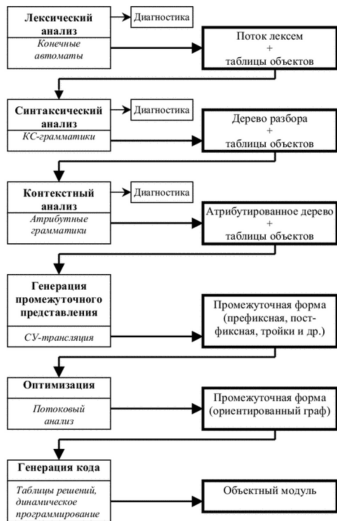 Лексический
анализ
Конечные
автоматы
Диагностика
Поток лексем
+
таблицы объектов
Синтаксический
анализ
КС-грамматики
Диагностика
Дерево разбора
+
таблицы объектов
Контекстный
анализ
Атрибутные
грамматики
Диагностика
Атрибутированное дерево
+
таблицы объектов
Генерация
промежуточного
представления
СУ-трансляция
Промежуточная форма
(префиксная, пост-
фиксная, тройки и др.)
Оптимизация
Потоковый
анализ
Промежуточная форма
(ориентированный граф)
Генерация кода
Таблицы решений,
динамическое
программирование
Объектный модуль